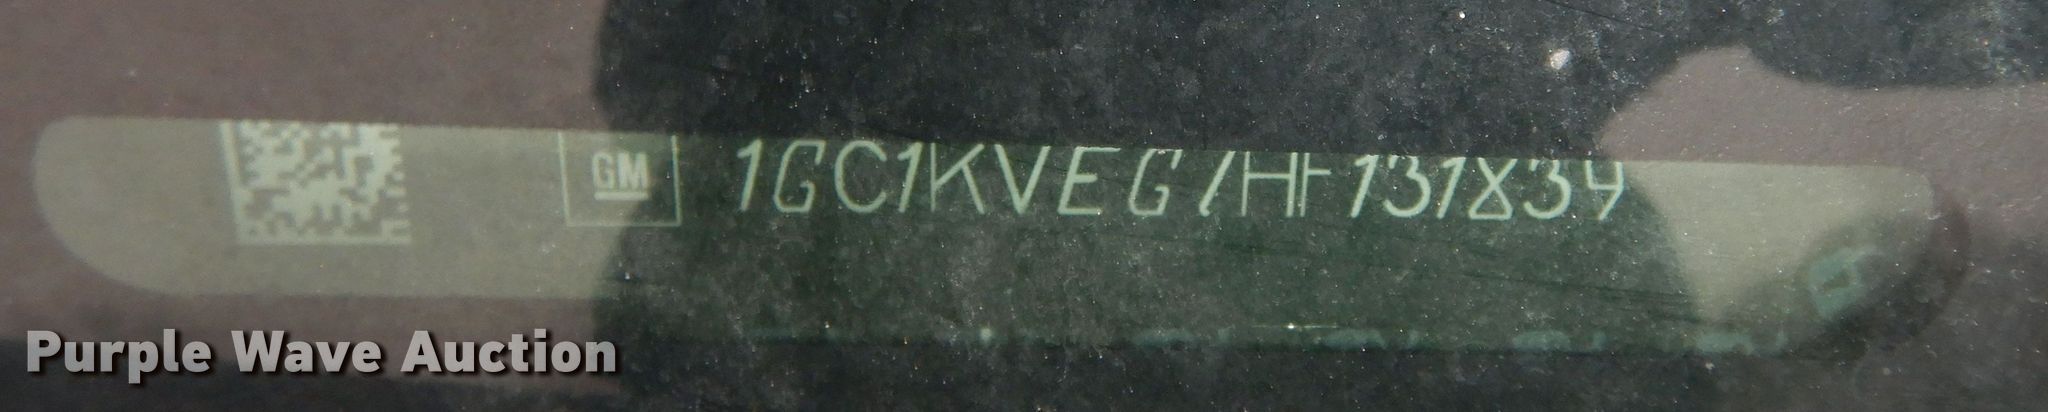 GM 1GC1KVEG7HF131839
Purple Wave Auction